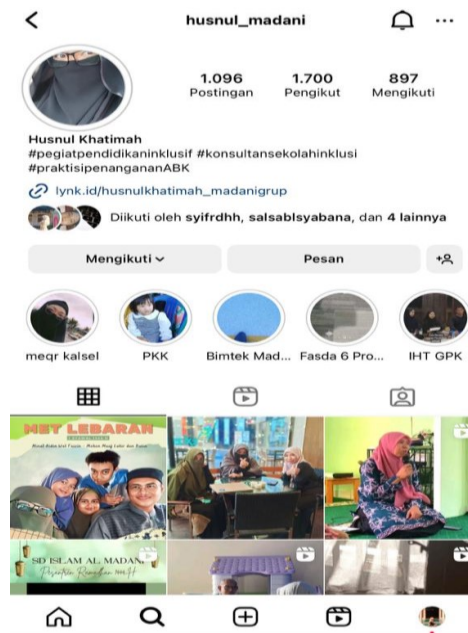 husnul_madani
1.096 1.700 897
Postingan Pengikut Mengikuti
Husnul Khatimah
#pegiatpendidikaninklusif #konsultansekolahinklusi
#praktisipenangananABK
lynk.id/husnulkhatimah_madanigrup
Diikuti oleh syifrdhh, salsablsyabana, dan 4 lainnya
Mengikuti Pesan
meqr kalsel PKK Bimtek Mad... Fasda 6 Pro... IHT GPK
MET LEBARAN
SD ISLAM AL MADANI
Pesantren Ramadhan